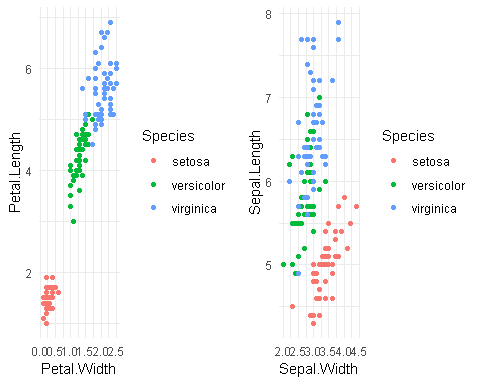 Petal.Length
6
4
2
0.00.51.01.52.02.5
Petal.Width
Species
setosa
versicolor
virginica
Sepal.Length
8
7
6
5
2.02.53.03.54.04.5
Sepal.Width
Species
setosa
versicolor
virginica